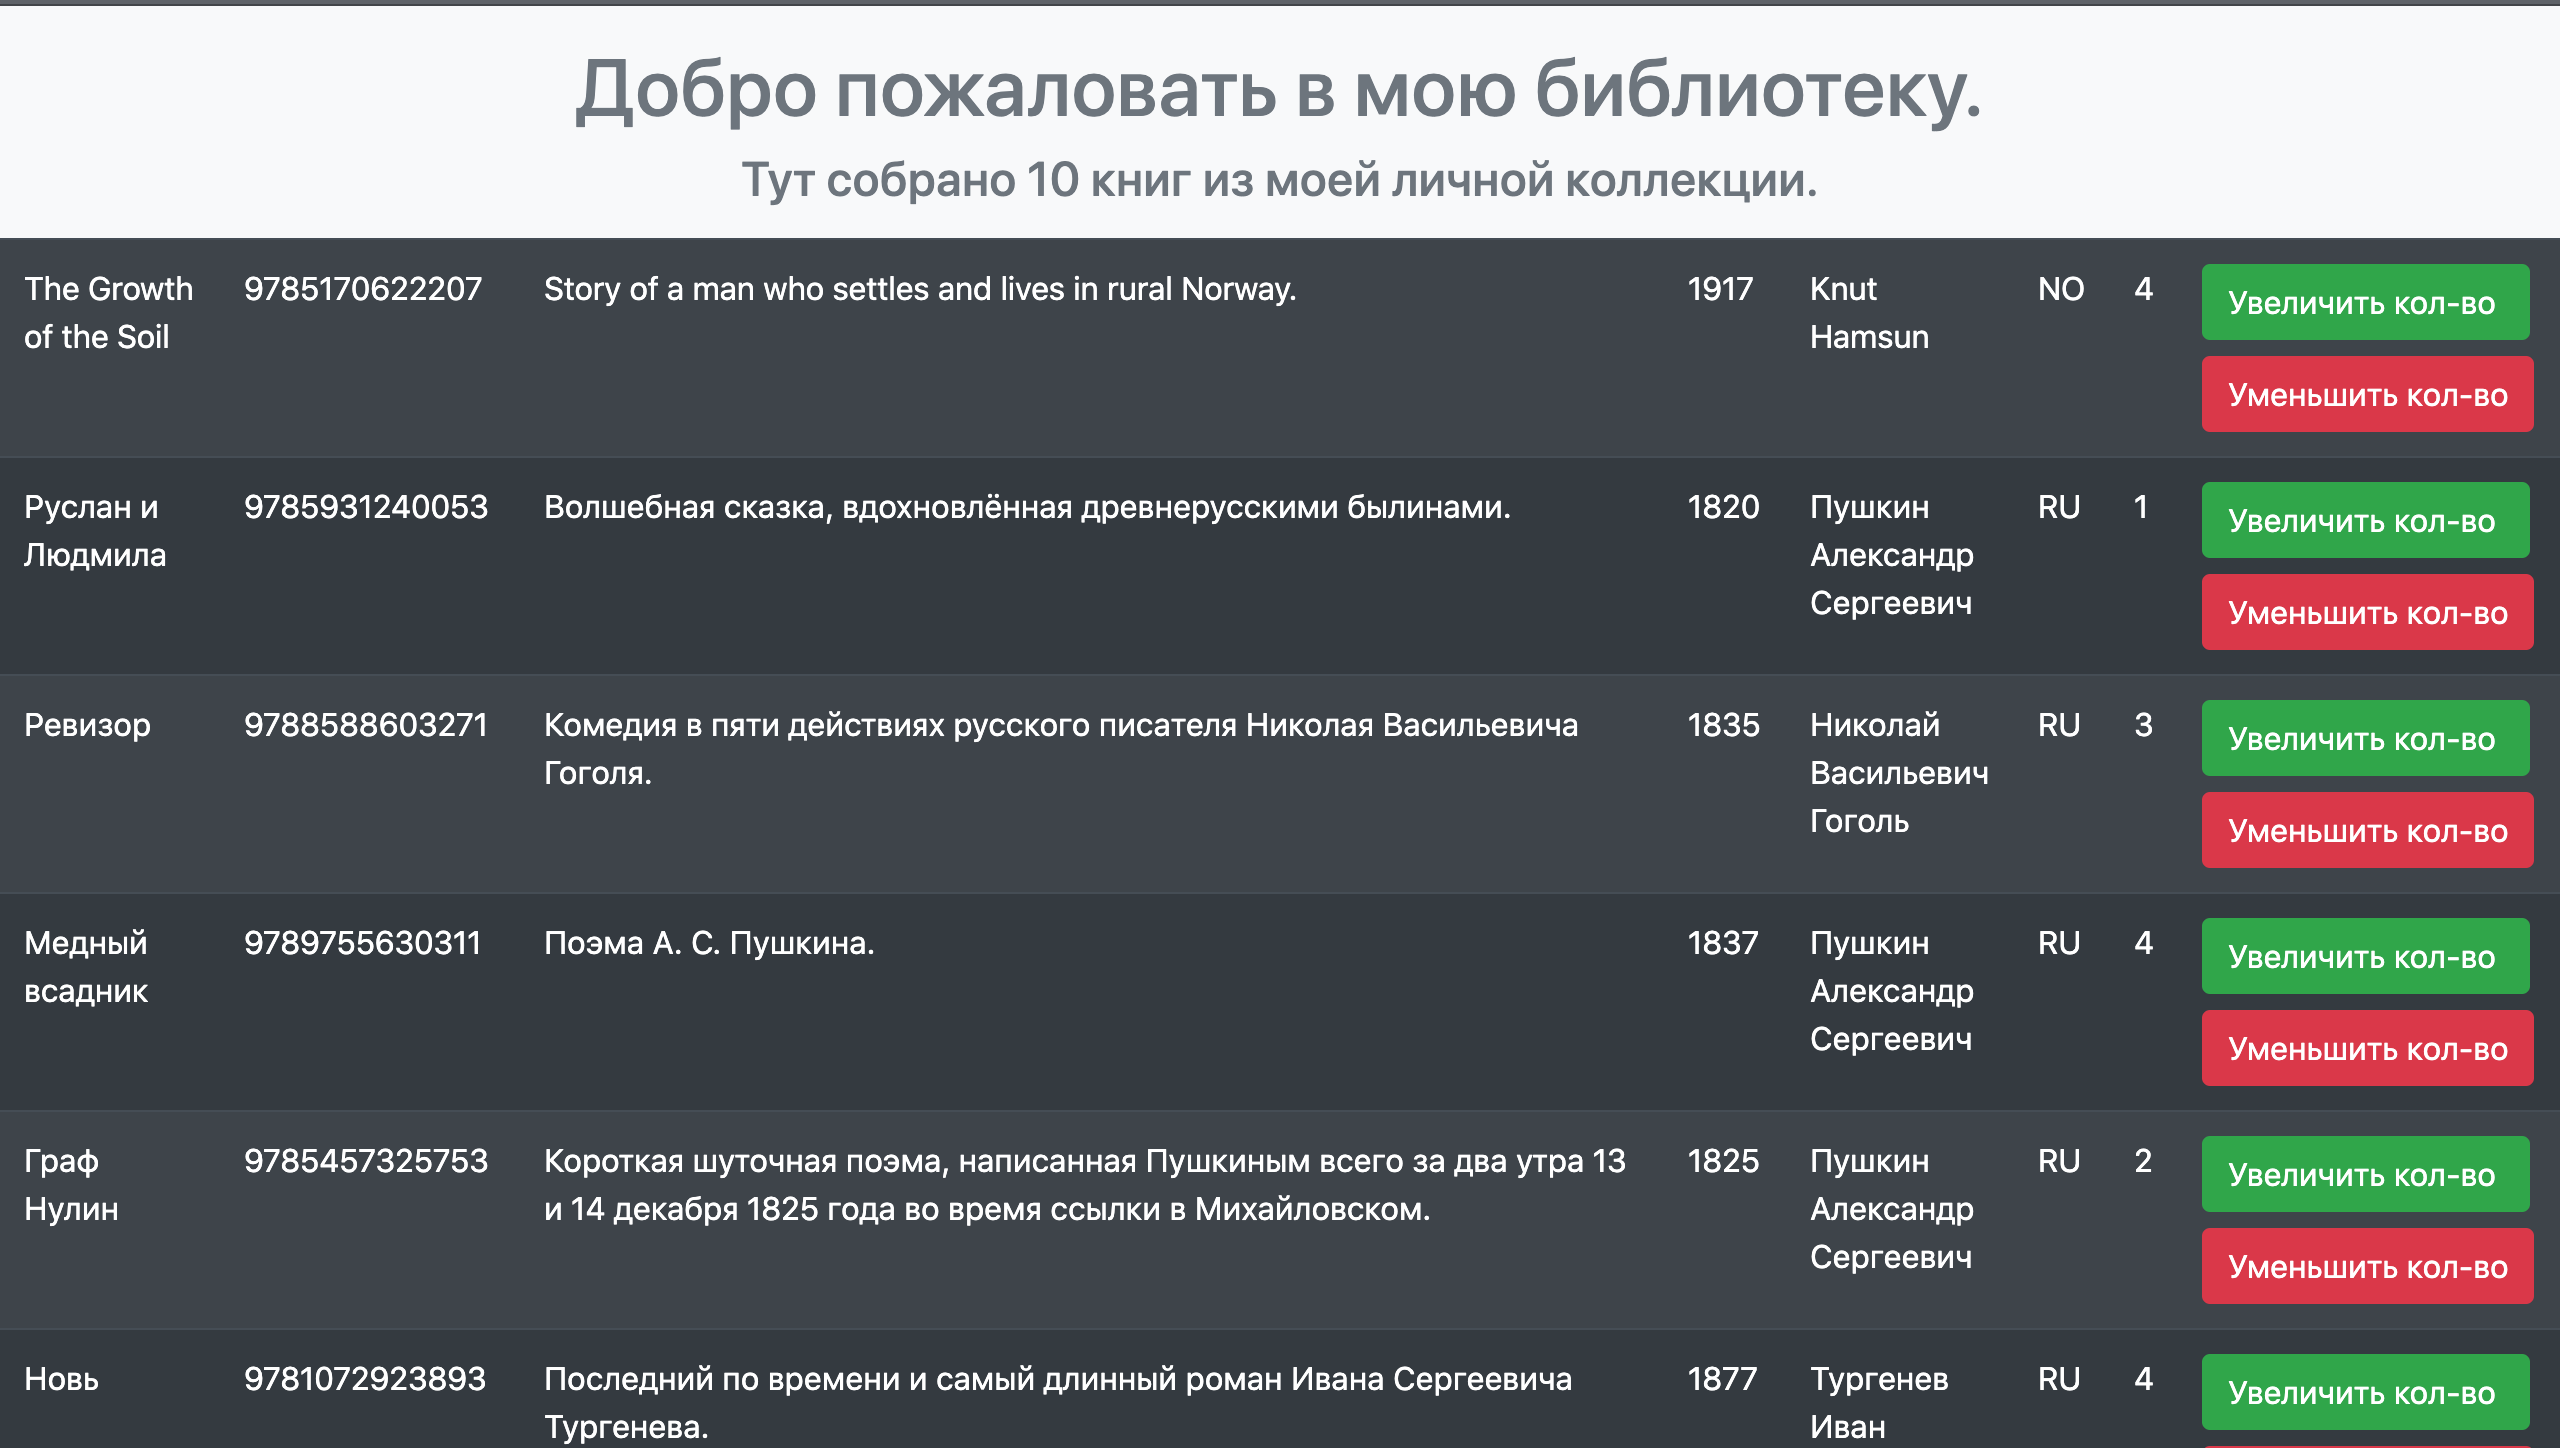 Добро пожаловать в мою библиотеку.
Тут собрано 10 книг из моей личной коллекции.
The Growth of the Soil 9785170622207 Story of a man who settles and lives in rural Norway. 1917 Knut Hamsun NO 4
Увеличить кол-во
Уменьшить кол-во
Руслан и Людмила 9785931240053 Волшебная сказка, вдохновлённая древнерусскими былинами. 1820 Пушкин Александр Сергеевич RU 1
Увеличить кол-во
Уменьшить кол-во
Ревизор 9788588603271 Комедия в пяти действиях русского писателя Николая Васильевича Гоголя. 1835 Николай Васильевич Гоголь RU 3
Увеличить кол-во
Уменьшить кол-во
Медный всадник 9789755630311 Поэма А. С. Пушкина. 1837 Пушкин Александр Сергеевич RU 4
Увеличить кол-во
Уменьшить кол-во
Граф Нулин 9785457325753 Короткая шуточная поэма, написанная Пушкиным всего за два утра 13 и 14 декабря 1825 года во время ссылки в Михайловском. 1825 Пушкин Александр Сергеевич RU 2
Увеличить кол-во
Уменьшить кол-во
Новь 9781072923893 Последний по времени и самый длинный роман Ивана Сергеевича Тургенева. 1877 Тургенев Иван RU 4
Увеличить кол-во